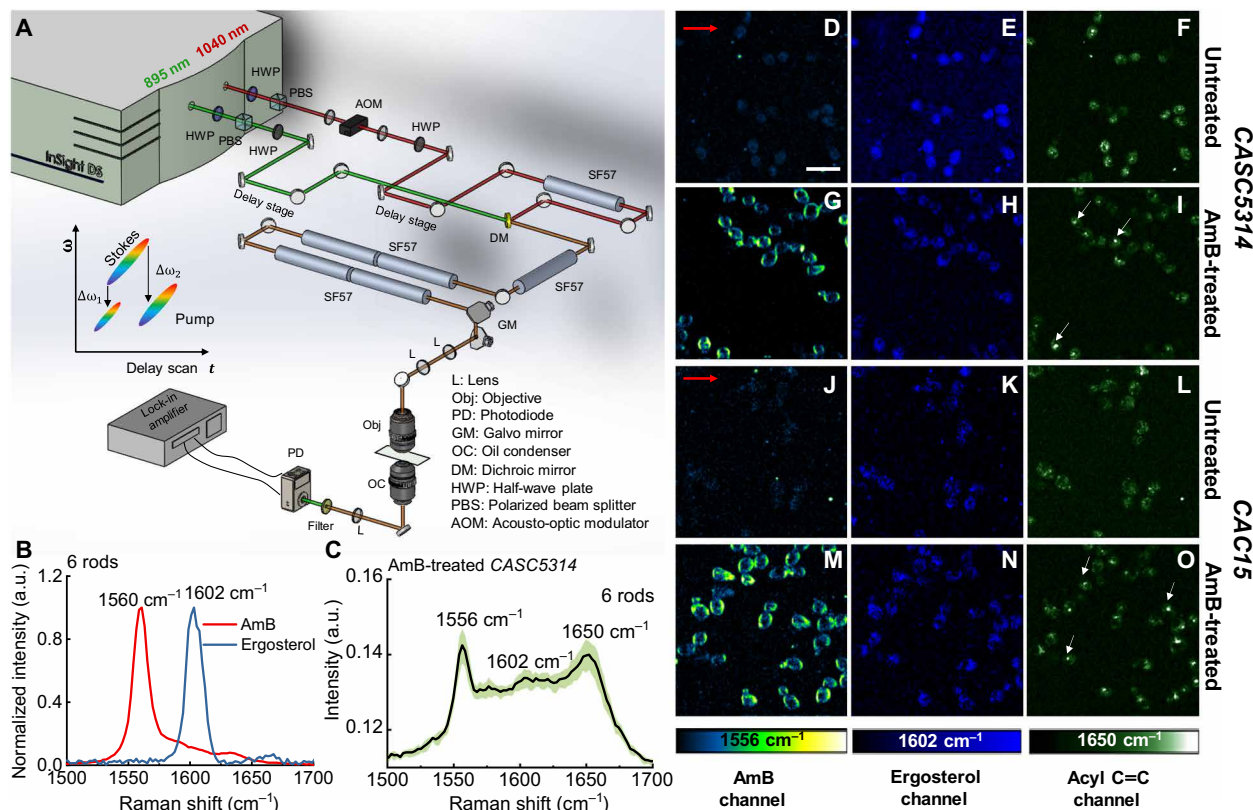 A
895 nm
1040 nm
HWP
PBS
AOM
HWP
HWP
PBS
HWP
InSight DS
Delay stage
Delay stage
SF57
DM
SF57
SF57
SF57
GM
L
L
ω
Stokes
Δω1
Δω2
Pump
Delay scan t
Lock-in
amplifier
PD
Filter
L
Obj
OC
L: Lens
Obj: Objective
PD: Photodiode
GM: Galvo mirror
OC: Oil condenser
DM: Dichroic mirror
HWP: Half-wave plate
PBS: Polarized beam splitter
AOM: Acousto-optic modulator
B
6 rods
1560 cm⁻¹
1602 cm⁻¹
AmB
Ergosterol
Normalized intensity (a.u.)
1.2
0.8
0.4
0.0
1500
1550
1600
1650
1700
Raman shift (cm⁻¹)
C
AmB-treated CASC5314
6 rods
1556 cm⁻¹
1602 cm⁻¹
1650 cm⁻¹
Intensity (a.u.)
0.16
0.14
0.12
1500
1550
1600
1650
1700
Raman shift (cm⁻¹)
D
E
F
Untreated
G
H
I
AmB-treated
CASC5314
J
K
L
Untreated
M
N
O
AmB-treated
CAC15
1556 cm⁻¹
1602 cm⁻¹
1650 cm⁻¹
AmB
channel
Ergosterol
channel
Acyl C=C
channel